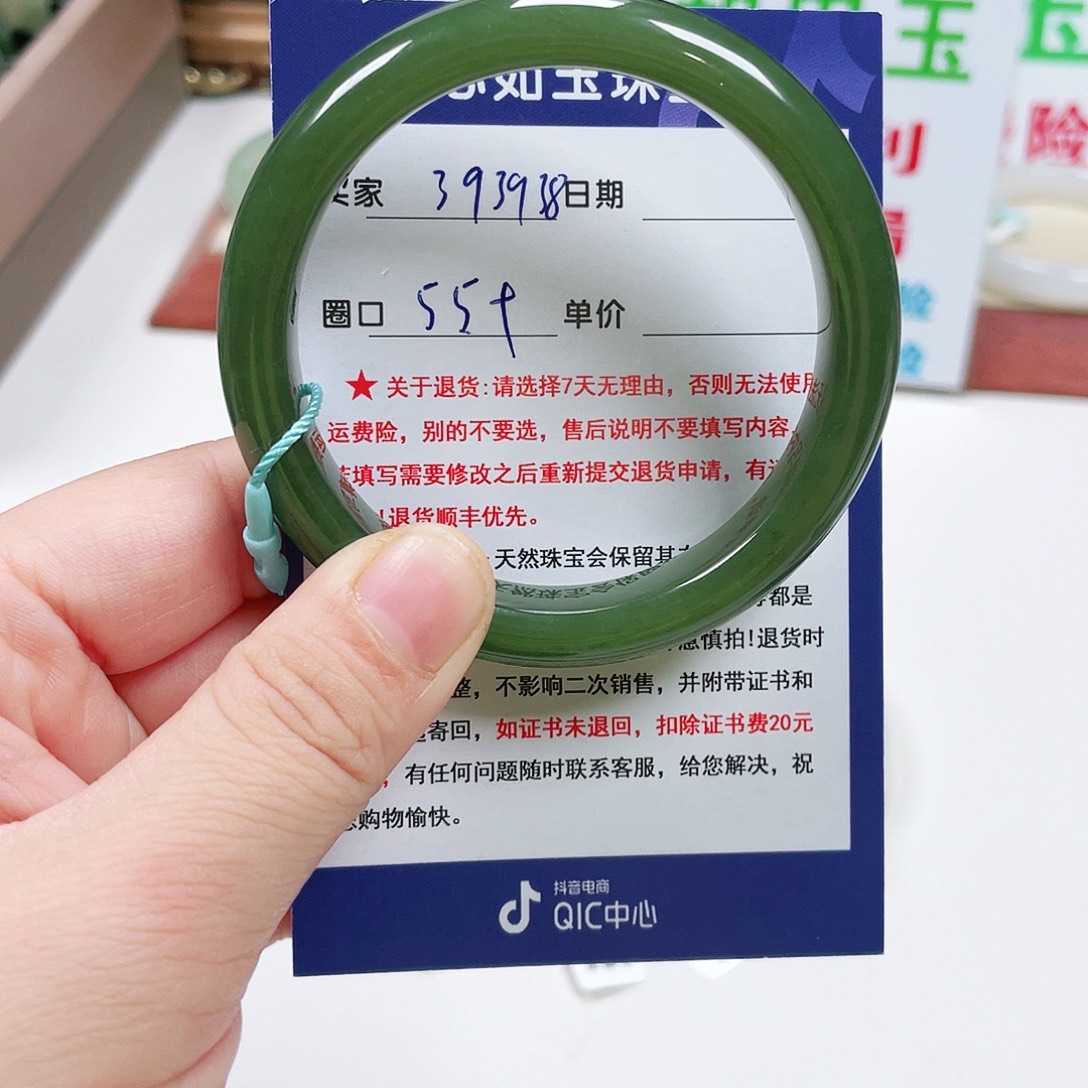 如玉珠
家 393938 日期
圈口 55+ 单价
★关于退货:请选择7天无理由，否则无法使用
运费险，别的不要选，售后说明不要填写内容，
填写需要修改之后重新提交退货申请，有
!退货顺丰优先。
天然珠宝会保留其
都是
慎拍!退货时
整，不影响二次销售，并附带证书和
寄回，如证书未退回，扣除证书费20元
，有任何问题随时联系客服，给您解决，祝
购物愉快。
抖音电商
QIC中心
玉
险